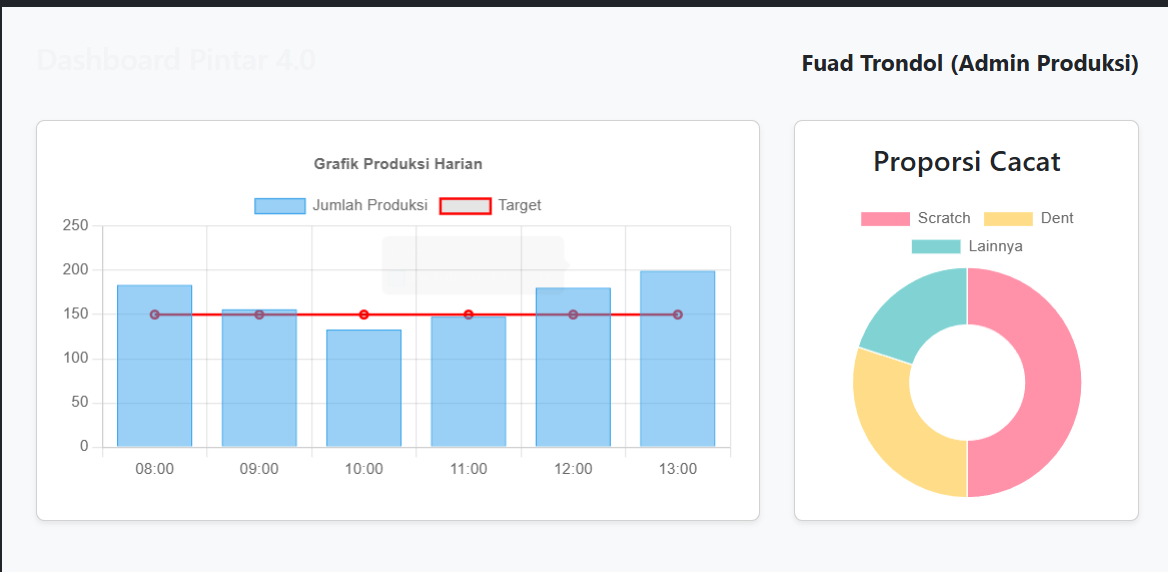 Dashboard Pintar 4.0
Fuad Trondol (Admin Produksi)
Grafik Produksi Harian
Jumlah Produksi Target
250
200
150
100
50
0
08:00 09:00 10:00 11:00 12:00 13:00
Proporsi Cacat
Scratch Dent
Lainnya